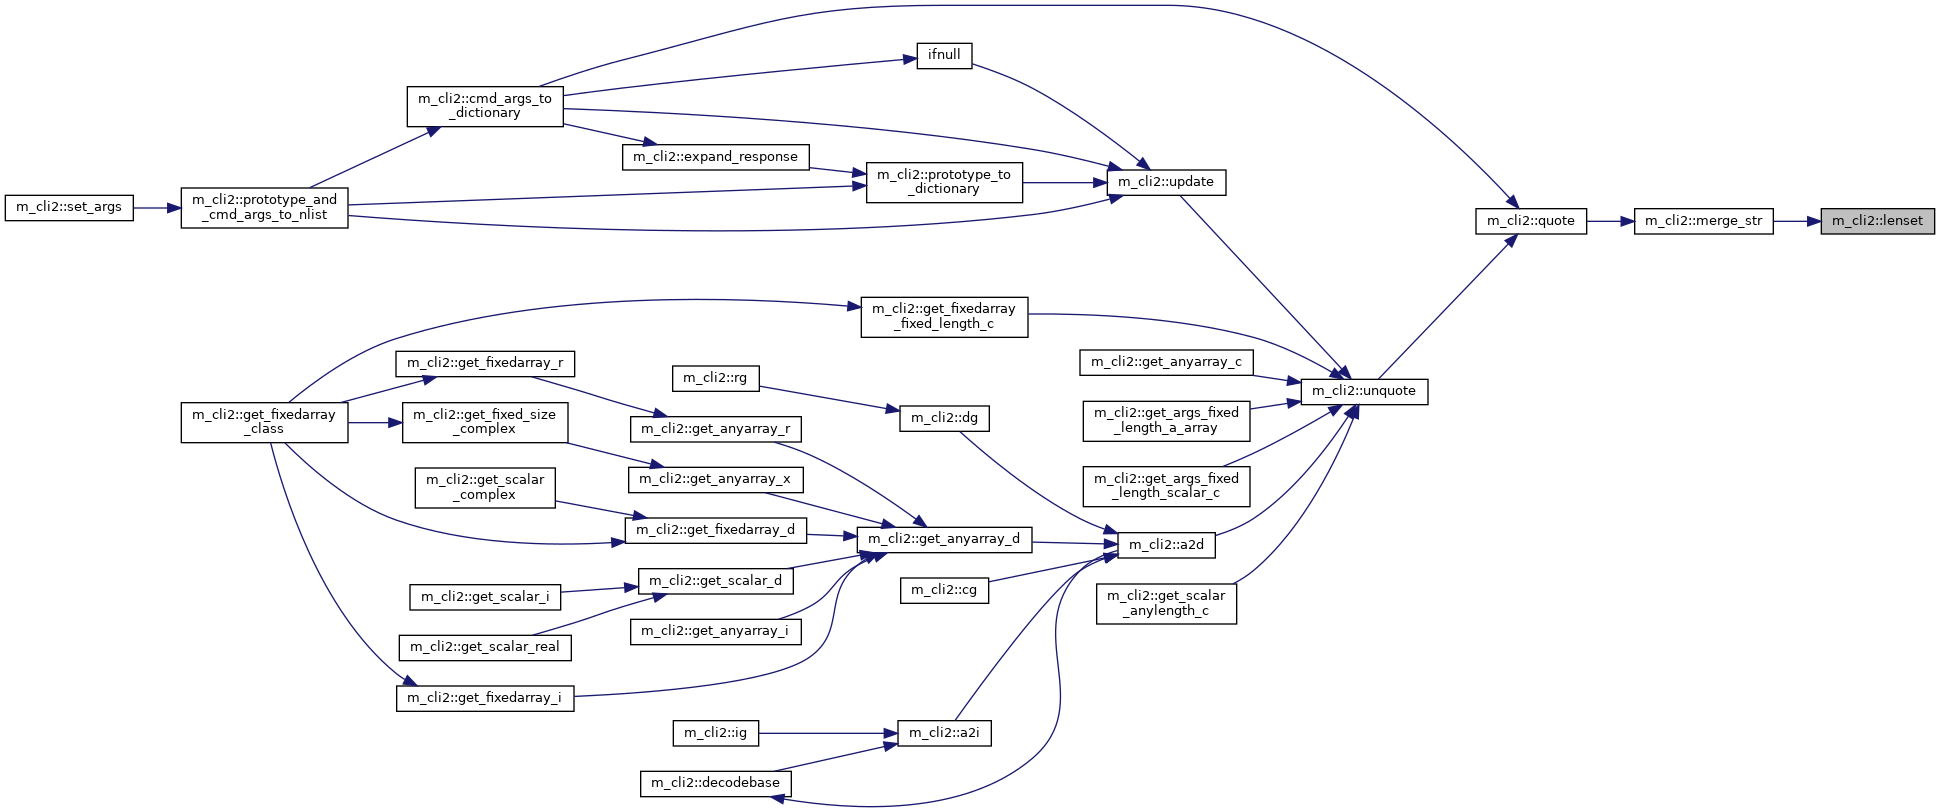 ifnull
m_cli2::cmd_args_to
_dictionary
m_cli2::expand_response
m_cli2::prototype_to
_dictionary
m_cli2::update
m_cli2::set_args
m_cli2::prototype_and
_cmd_args_to_nlist
m_cli2::quote
m_cli2::merge_str
m_cli2::lenset
m_cli2::get_fixedarray
_fixed_length_c
m_cli2::get_fixedarray_r
m_cli2::get_anyarray_c
m_cli2::rg
m_cli2::unquote
m_cli2::get_fixedarray
_class
m_cli2::get_fixed_size
_complex
m_cli2::get_anyarray_r
m_cli2::dg
m_cli2::get_args_fixed
_length_a_array
m_cli2::get_scalar
_complex
m_cli2::get_anyarray_x
m_cli2::get_args_fixed
_length_scalar_c
m_cli2::get_fixedarray_d
m_cli2::get_anyarray_d
m_cli2::a2d
m_cli2::get_scalar_i
m_cli2::get_scalar_d
m_cli2::cg
m_cli2::get_scalar
_anylength_c
m_cli2::get_scalar_real
m_cli2::get_anyarray_i
m_cli2::get_fixedarray_i
m_cli2::ig
m_cli2::a2i
m_cli2::decodebase